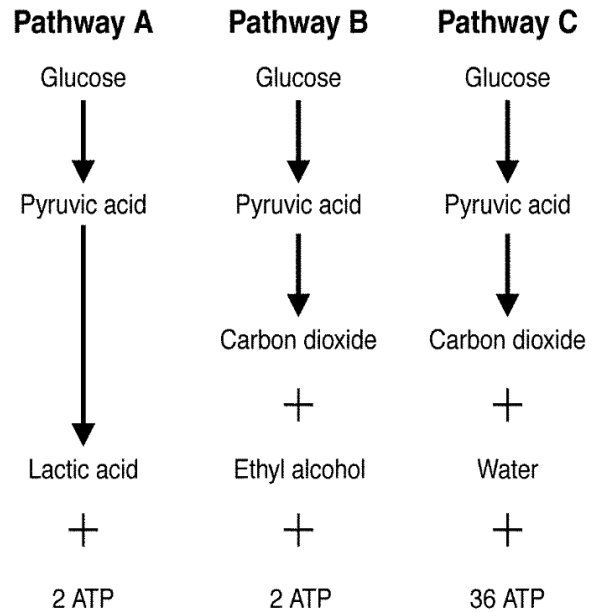 Pathway A Pathway B Pathway C
Glucose Glucose Glucose
Pyruvic acid Pyruvic acid Pyruvic acid
Carbon dioxide Carbon dioxide
+ +
Lactic acid Ethyl alcohol Water
+ + +
2 ATP 2 ATP 36 ATP